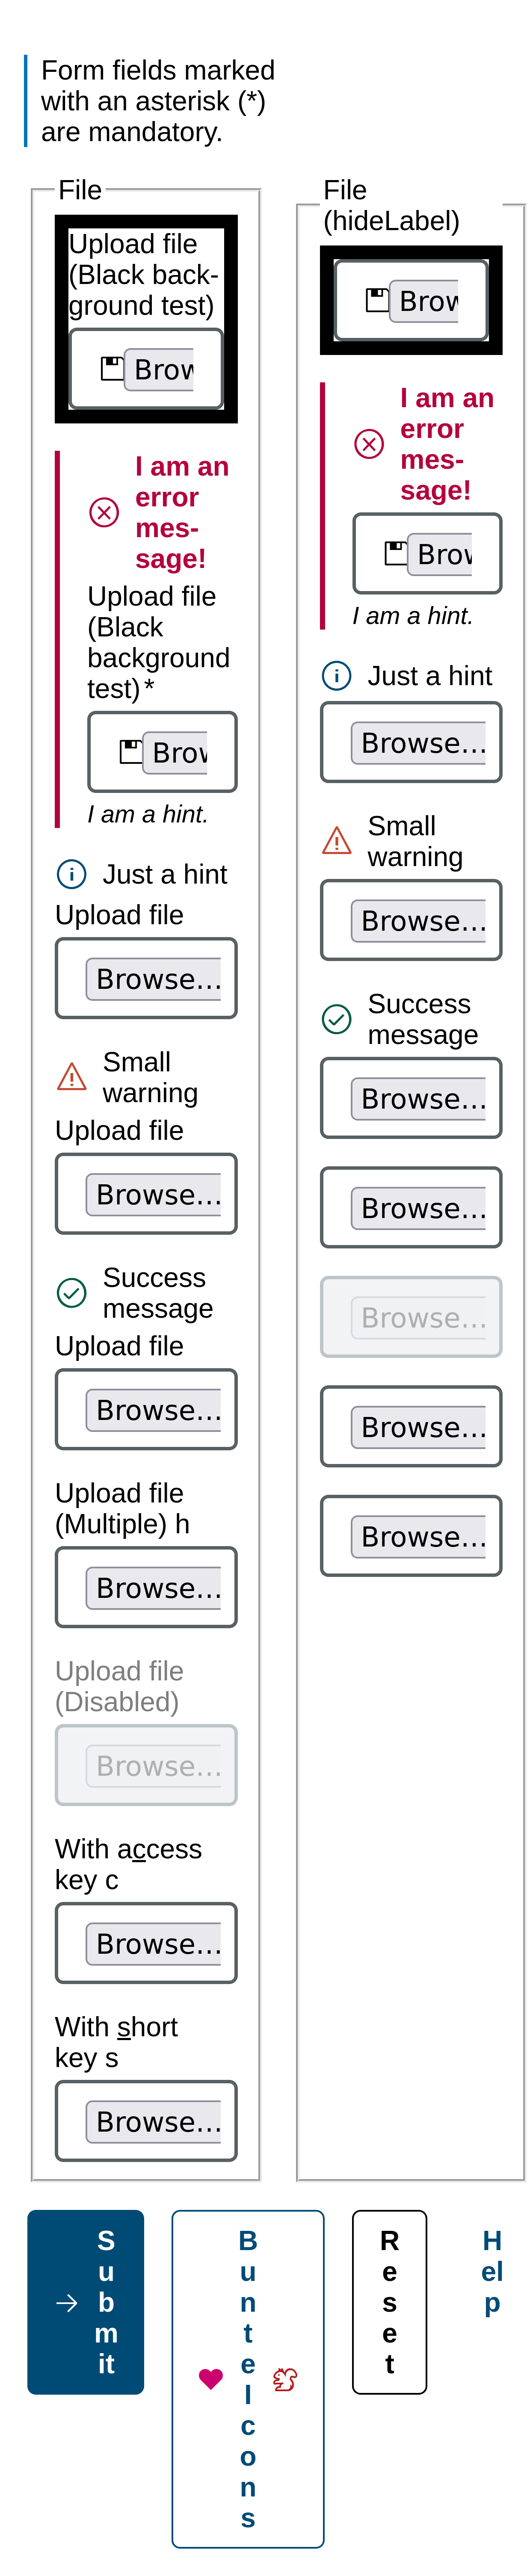 Form fields marked
with an asterisk (*)
are mandatory.
File
Upload file
(Black back-
ground test)
Brow
I am an
error
mes-
sage!
Upload file
(Black
background
test)*
Brow
I am a hint.
Just a hint
Upload file
Browse...
Small
warning
Upload file
Browse...
Success
message
Upload file
Browse...
Upload file
(Multiple) h
Browse...
Upload file
(Disabled)
Browse...
With access
key c
Browse...
With short
key s
Browse...
File
(hideLabel)
Brow
I am an
error
mes-
sage!
Brow
I am a hint.
Just a hint
Browse...
Small
warning
Browse...
Success
message
Browse...
Browse...
Browse...
Browse...
Browse...
S
u
b
m
it
B
u
n
t
e
I
c
o
n
s
R
e
s
e
t
H
el
p